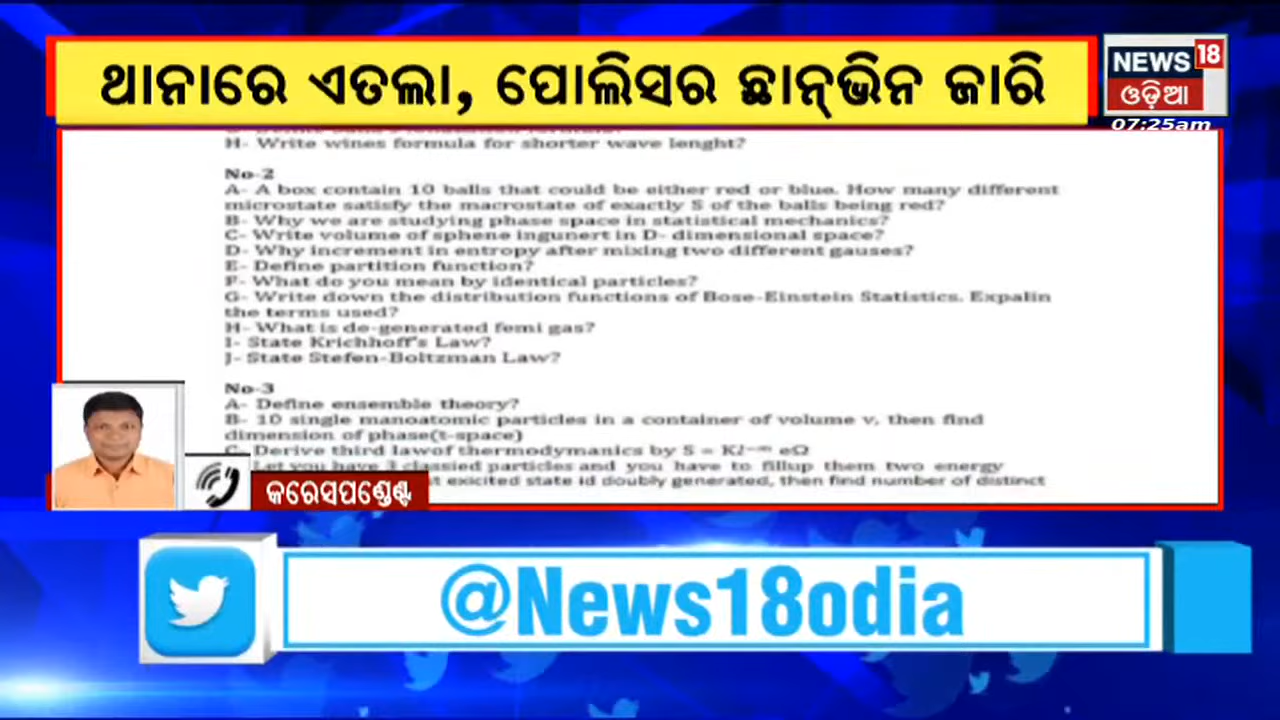 ଥାନାରେ ଏତଲା, ପୋଲିସର ଛାନ୍‌ଭିନ ଜାରି
NEWS 18
ଓଡ଼ିଆ
07:25am
H- Write wines formula for shorter wave lenght?
No-2
A- A box contain 10 balls that could be either red or blue. How many different
microstate satisfy the macrostate of exactly S of the balls being red?
B- Why we are studying phase space in statistical mechanics?
C- Write volume of sphene ingunert in D- dimensional space?
D- Why increment in entropy after mixing two different gauses?
E- Define partition function?
F- What do you mean by identical particles?
G- Write down the distribution functions of Bose-Einstein Statistics. Expalin
the terms used?
H- What is de-generated femi gas?
I- State Krichhoff's Law?
J- State Stefen-Boltzman Law?
No-3
A- Define ensemble theory?
B- 10 single manoatomic particles in a container of volume v, then find
dimension of phase(t-space)
C- Derive third lawof thermodymanics by S =
Let you have 3 classied particles and you have to fillup them two energy
exicited state id doubly generated, then find number of distinct
କରେସପଣ୍ଡେଣ୍ଟ
@News18odia